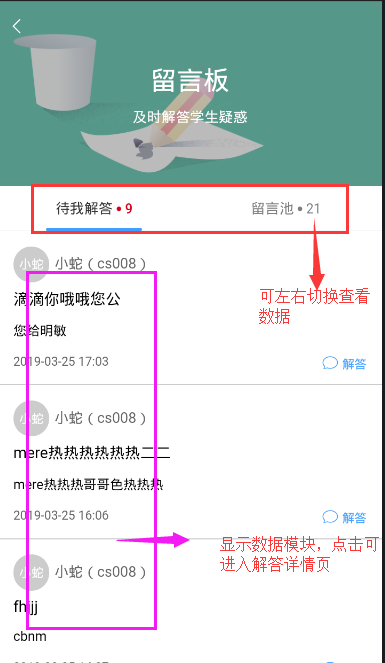 留言板
及时解答学生疑惑
待我解答 • 9
留言池 • 21
小蛇 小蛇（cs008）
滴滴你哦哦您公
您给明敏
2019-03-25 17:03
解答
可左右切换查看
数据
小蛇 小蛇（cs008）
mere热热热热热热二二
mere热热热哥哥色热热热
2019-03-25 16:06
解答
显示数据模块，点击可
进入解答详情页
小蛇 小蛇（cs008）
cbnm